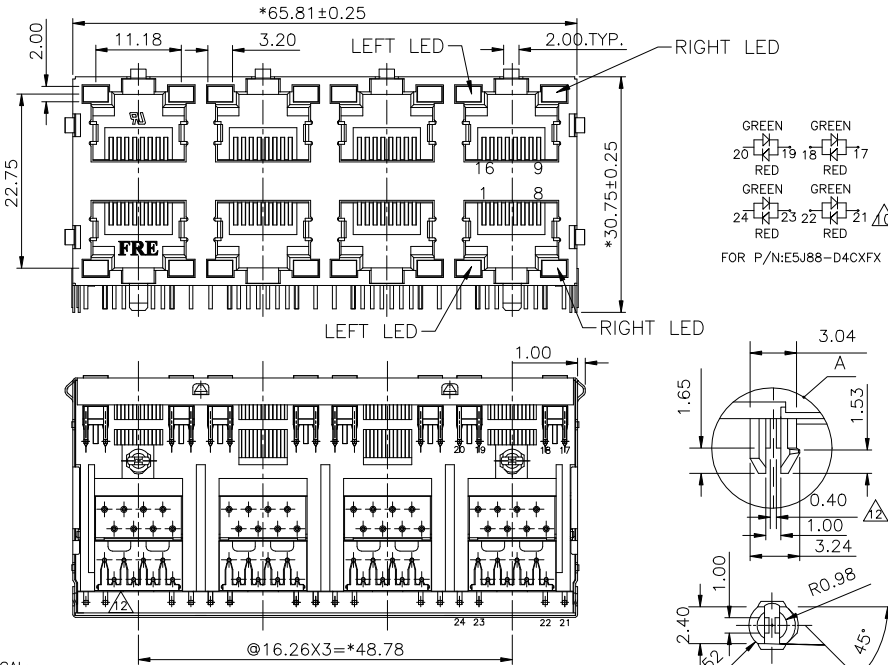 *65.81±0.25
2.00
11.18
3.20
LEFT LED
2.00.TYP.
RIGHT LED
22.75
16 9
1 8
FRE
*30.75±0.25
GREEN GREEN
20 19 18 17
RED RED
GREEN GREEN
24 23 22 21
RED RED
FOR P/N:E5J88-D4CXFX
LEFT LED
RIGHT LED
1.00
3.04
A
1.65
1.53
20 19 18 17
0.40
12
1.00
3.24
12
24 23 22 21
1.00
R0.98
2.40
45°
@16.26X3=*48.78